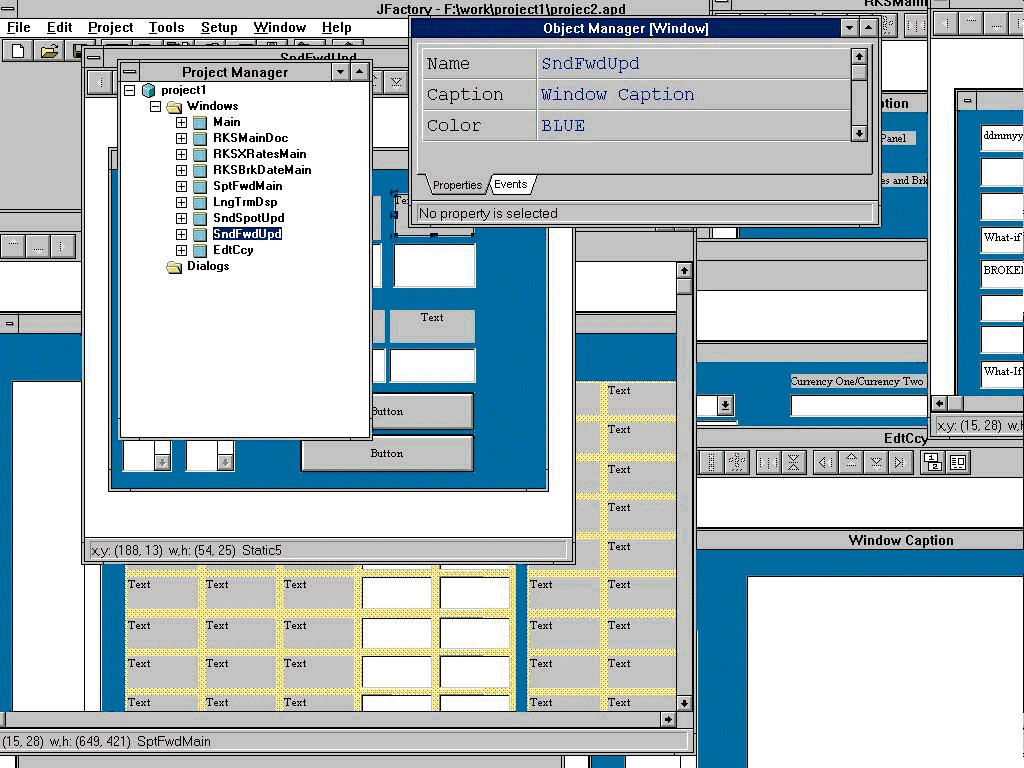 JFactory - F:\work\project1\projec2.apd
File Edit Project Tools Setup Window Help
SndFwdUpd
RKSMain
Project Manager
project1
Windows
Main
RKSMainDoc
RKSXRatesMain
RKSBrkDateMain
SptFwdMain
LngTrmDsp
SndSpotUpd
SndFwdUpd
EdtCcy
Dialogs
Object Manager [Window]
Name SndFwdUpd
Caption Window Caption
Color BLUE
Properties Events
No property is selected
Text
Button
Button
x,y: (188, 13) w,h: (54, 25) Static5
Text
Text
Text
Text
Text
Text Text Text Text Text
Text Text Text Text Text
Text Text Text Text Text
Text Text Text Text Text
(15, 28) w,h: (649, 421) SptFwdMain
ption
Panel
es and Brk
ddmmyy
What-if
BROKE
What-If
x,y: (15, 28) w,h
Currency One/Currency Two
EdtCcy
Window Caption